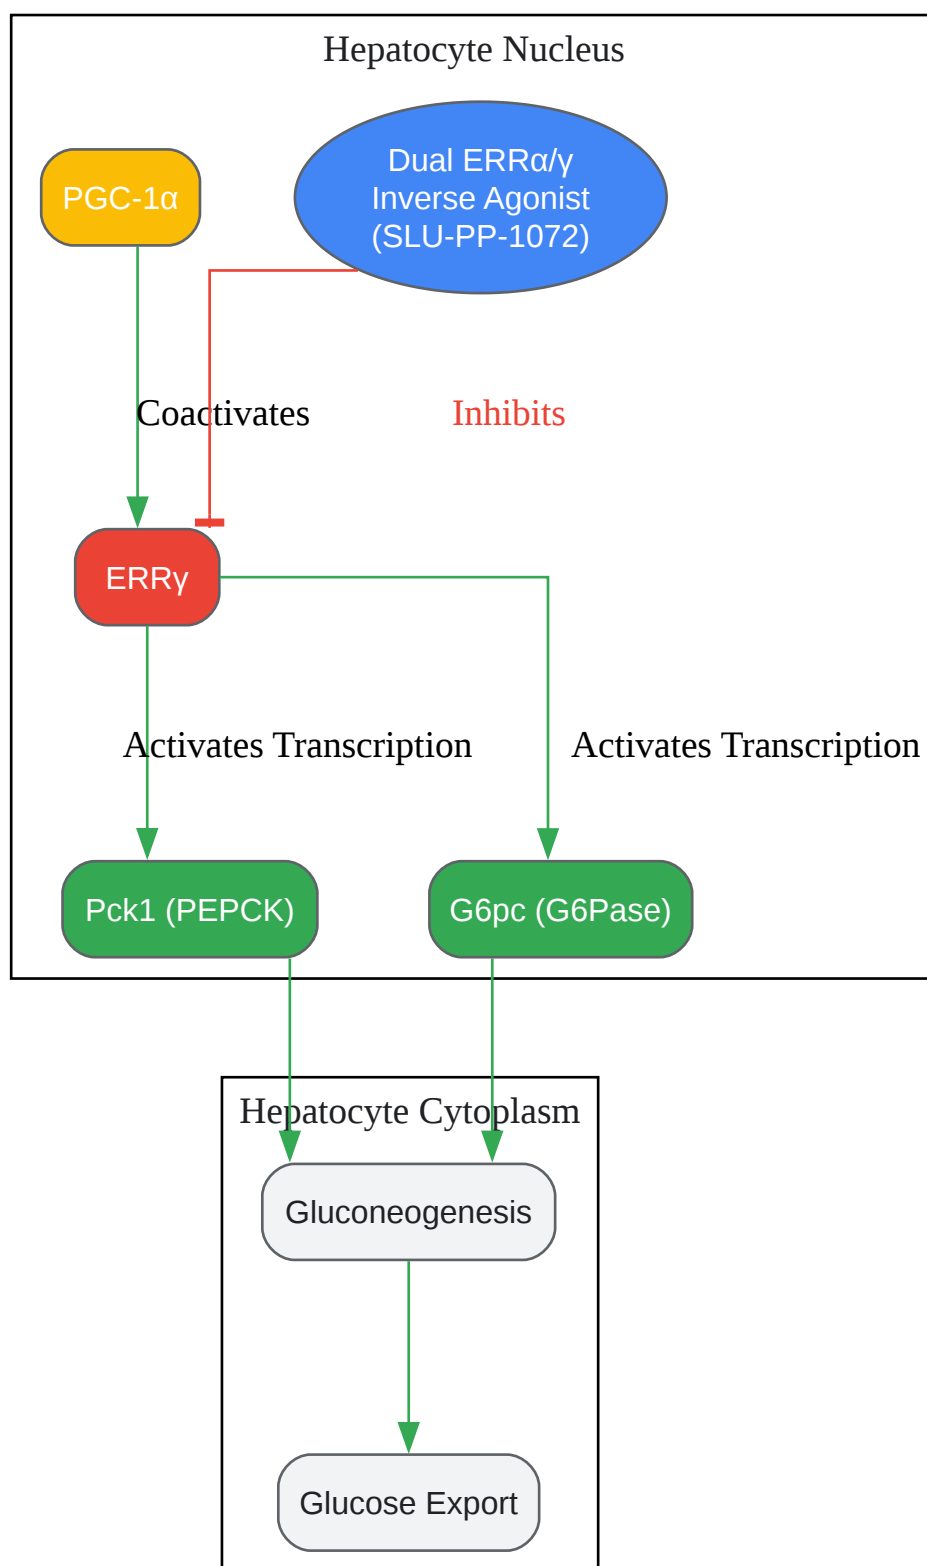 Hepatocyte Nucleus
PGC-1α
Dual ERRα/γ
Inverse Agonist
(SLU-PP-1072)
Coactivates
Inhibits
ERRγ
Activates Transcription
Activates Transcription
Pck1 (PEPCK)
G6pc (G6Pase)
Hepatocyte Cytoplasm
Gluconeogenesis
Glucose Export